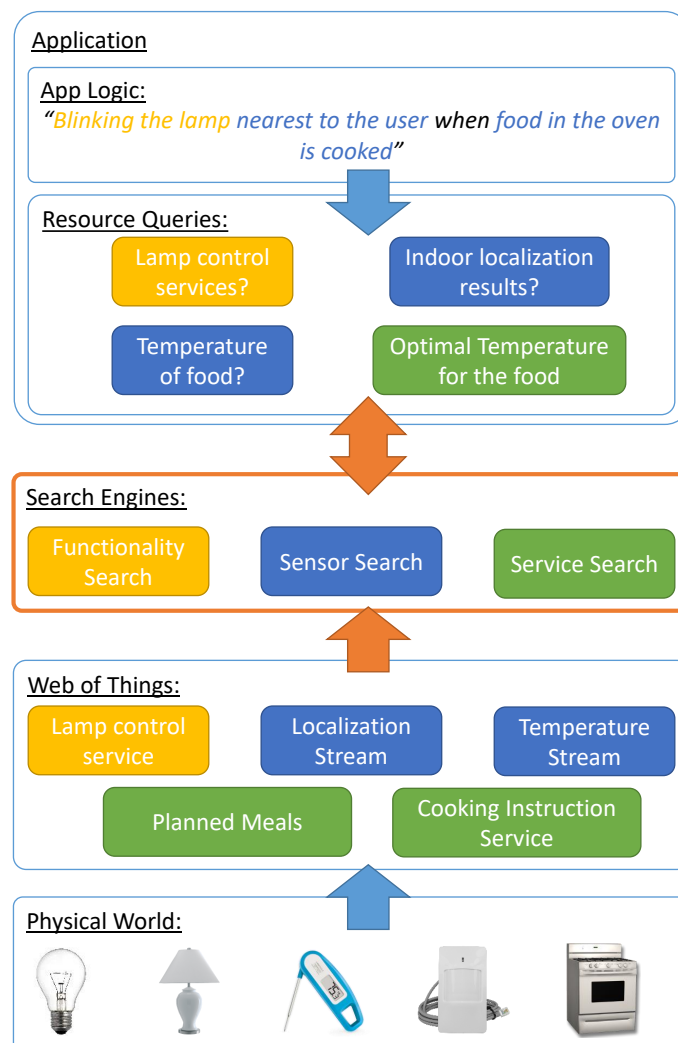 Application
App Logic:
“Blinking the lamp nearest to the user when food in the oven
is cooked”
Resource Queries:
Lamp control
services?
Indoor localization
results?
Temperature
of food?
Optimal Temperature
for the food
Search Engines:
Functionality
Search
Sensor Search
Service Search
Web of Things:
Lamp control
service
Localization
Stream
Temperature
Stream
Planned Meals
Cooking Instruction
Service
Physical World: